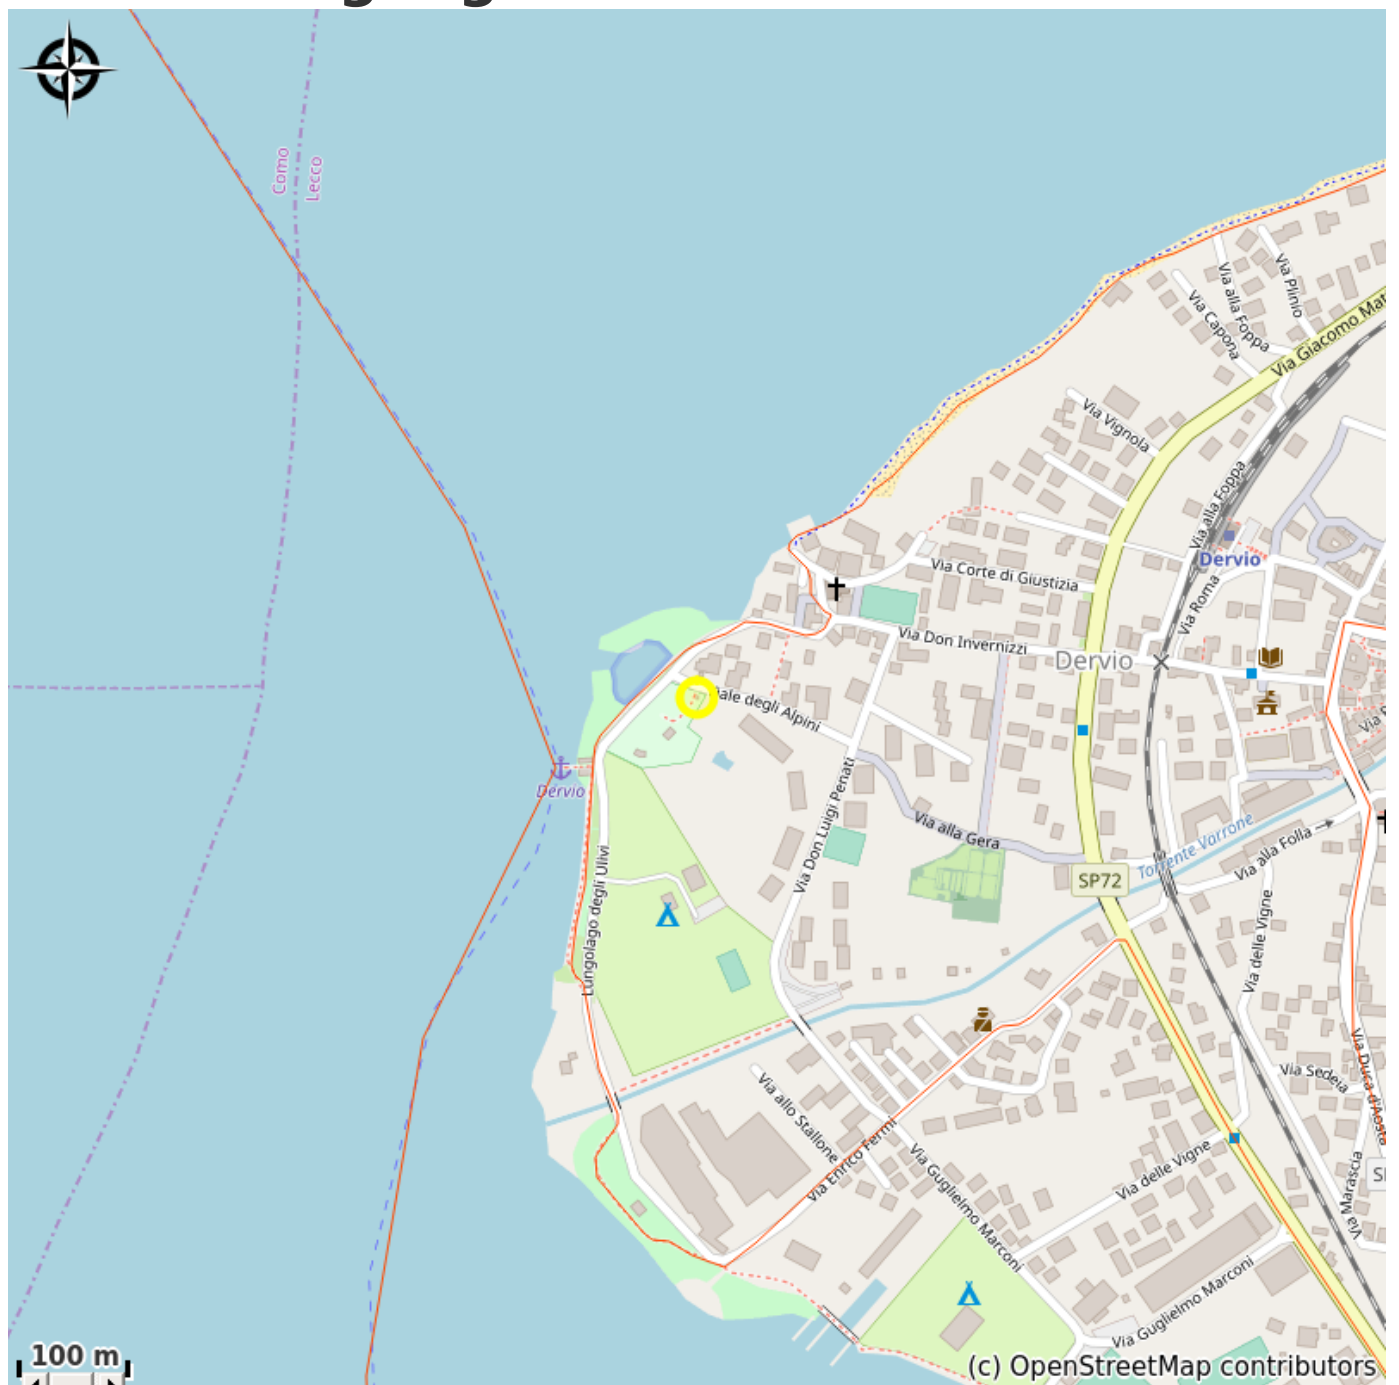 Como
Lecco
Via Plinio
Via alla Foppa
Via Capona
Via Giacomo Mat
Via Vignola
Via alla Foppa
Dervio
Via Corte di Giustizia
Via Roma
Via Don Invernizzi
Dervio
iale degli Alpini
Dervio
Via Don Luigi Penati
Via alla Gera
Torrente Varrone
Via alla Folla
SP72
Lungolago degli Ulivi
Via delle Vigne
Via Sedeia
Via Duca d'Aosta
Via allo Stallone
Via Enrico Fermi
Via Guglielmo Marconi
Via delle Vigne
Via Marascia
Via Guglielmo Marconi
100 m
(c) OpenStreetMap contributors